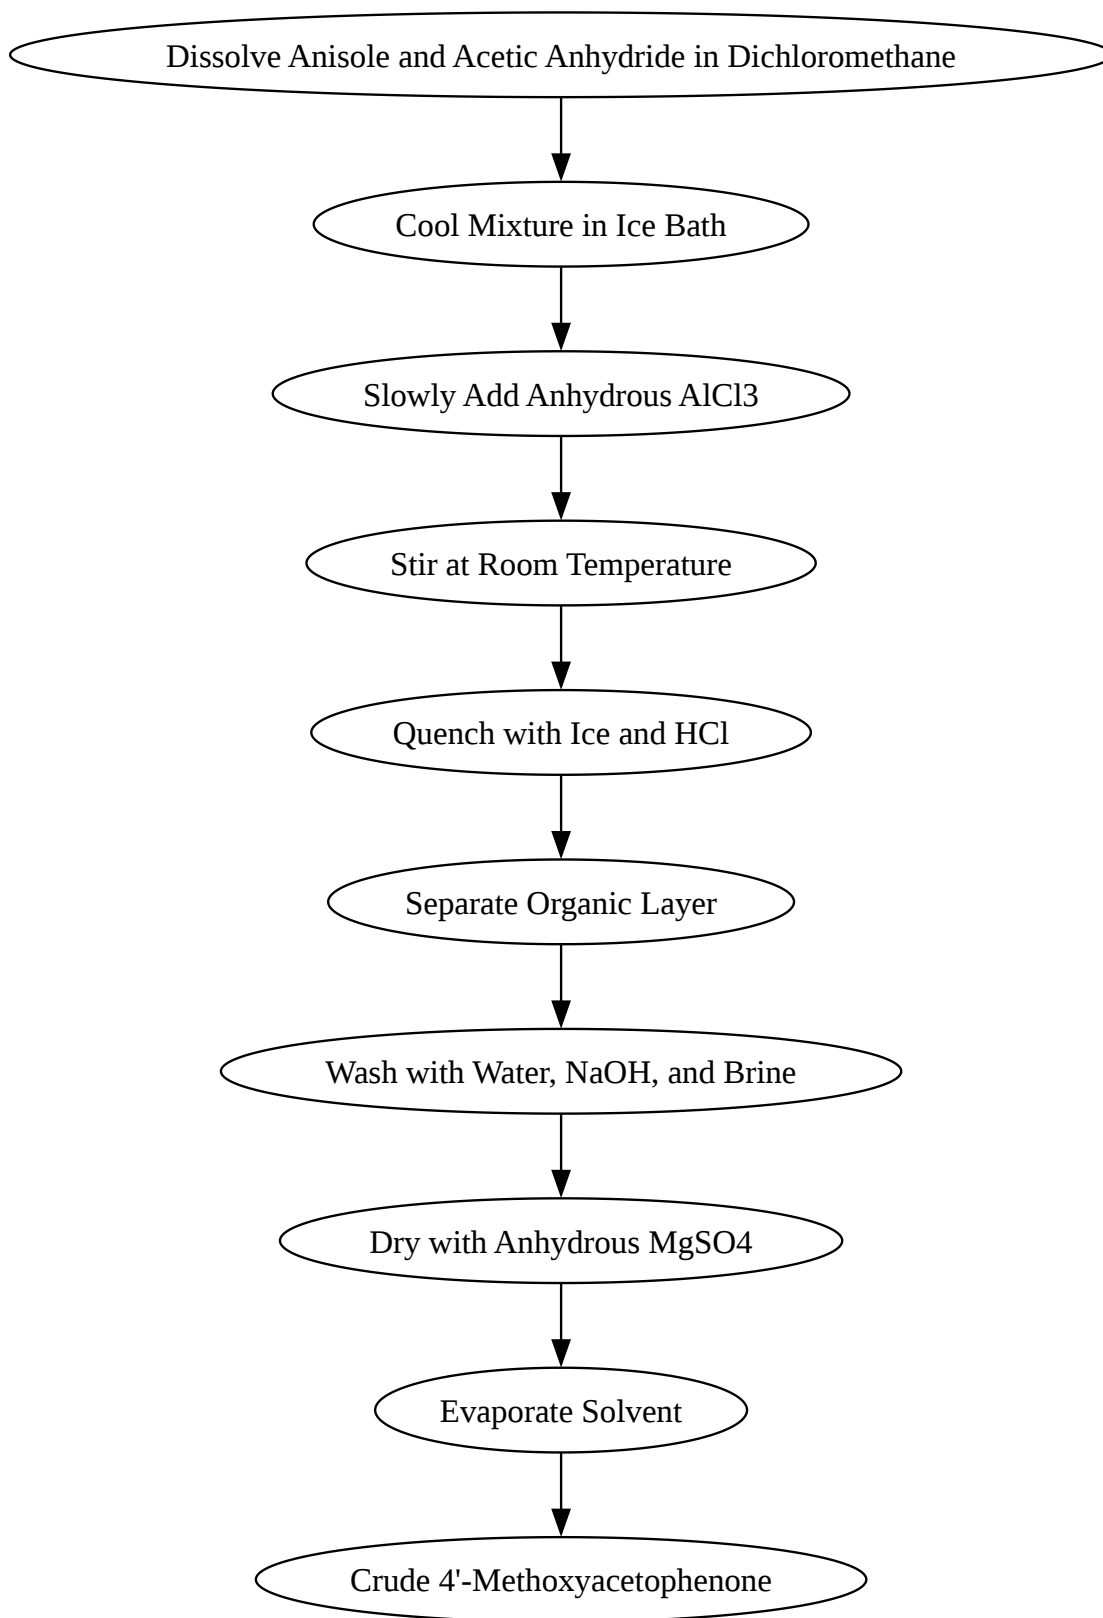 Dissolve Anisole and Acetic Anhydride in Dichloromethane
Cool Mixture in Ice Bath
Slowly Add Anhydrous AlCl3
Stir at Room Temperature
Quench with Ice and HCl
Separate Organic Layer
Wash with Water, NaOH, and Brine
Dry with Anhydrous MgSO4
Evaporate Solvent
Crude 4'-Methoxyacetophenone